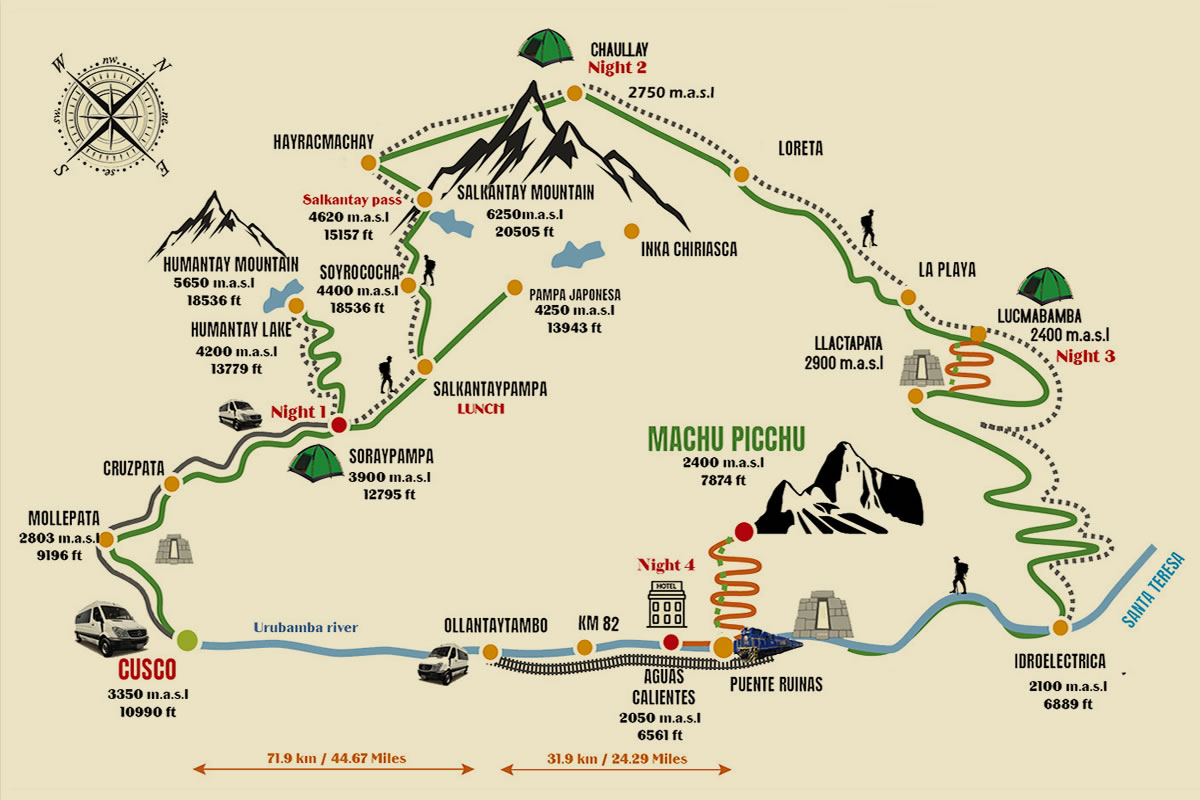 W
nw.
N
sw.
ne.
S
se.
E
CHAULLAY
Night 2
2750 m.a.s.l
HAYRACMACHAY
LORETA
Salkantay pass
4620 m.a.s.l
15157 ft
SALKANTAY MOUNTAIN
6250m.a.s.l
20505 ft
INKA CHIRIASCA
HUMANTAY MOUNTAIN
5650 m.a.s.l
18536 ft
SOYROCOCHA
4400 m.a.s.l
18536 ft
LA PLAYA
PAMPA JAPONESA
4250 m.a.s.l
13943 ft
HUMANTAY LAKE
4200 m.a.s.l
13779 ft
LUCMABAMBA
2400 m.a.s.l
Night 3
LLACTAPATA
2900 m.a.s.l
SALKANTAYPAMPA
LUNCH
Night 1
SORAYPAMPA
3900 m.a.s.l
12795 ft
CRUZPATA
MOLLEPATA
2803 m.a.s.l
9196 ft
MACHU PICCHU
2400 m.a.s.l
7874 ft
Night 4
HOTEL
SANTA TERESA
CUSCO
3350 m.a.s.l
10990 ft
Urubamba river
OLLANTAYTAMBO
KM 82
AGUAS
CALIENTES
2050 m.a.s.l
6561 ft
PUENTE RUINAS
IDROELECTRICA
2100 m.a.s.l
6889 ft
71.9 km / 44.67 Miles
31.9 km / 24.29 Miles